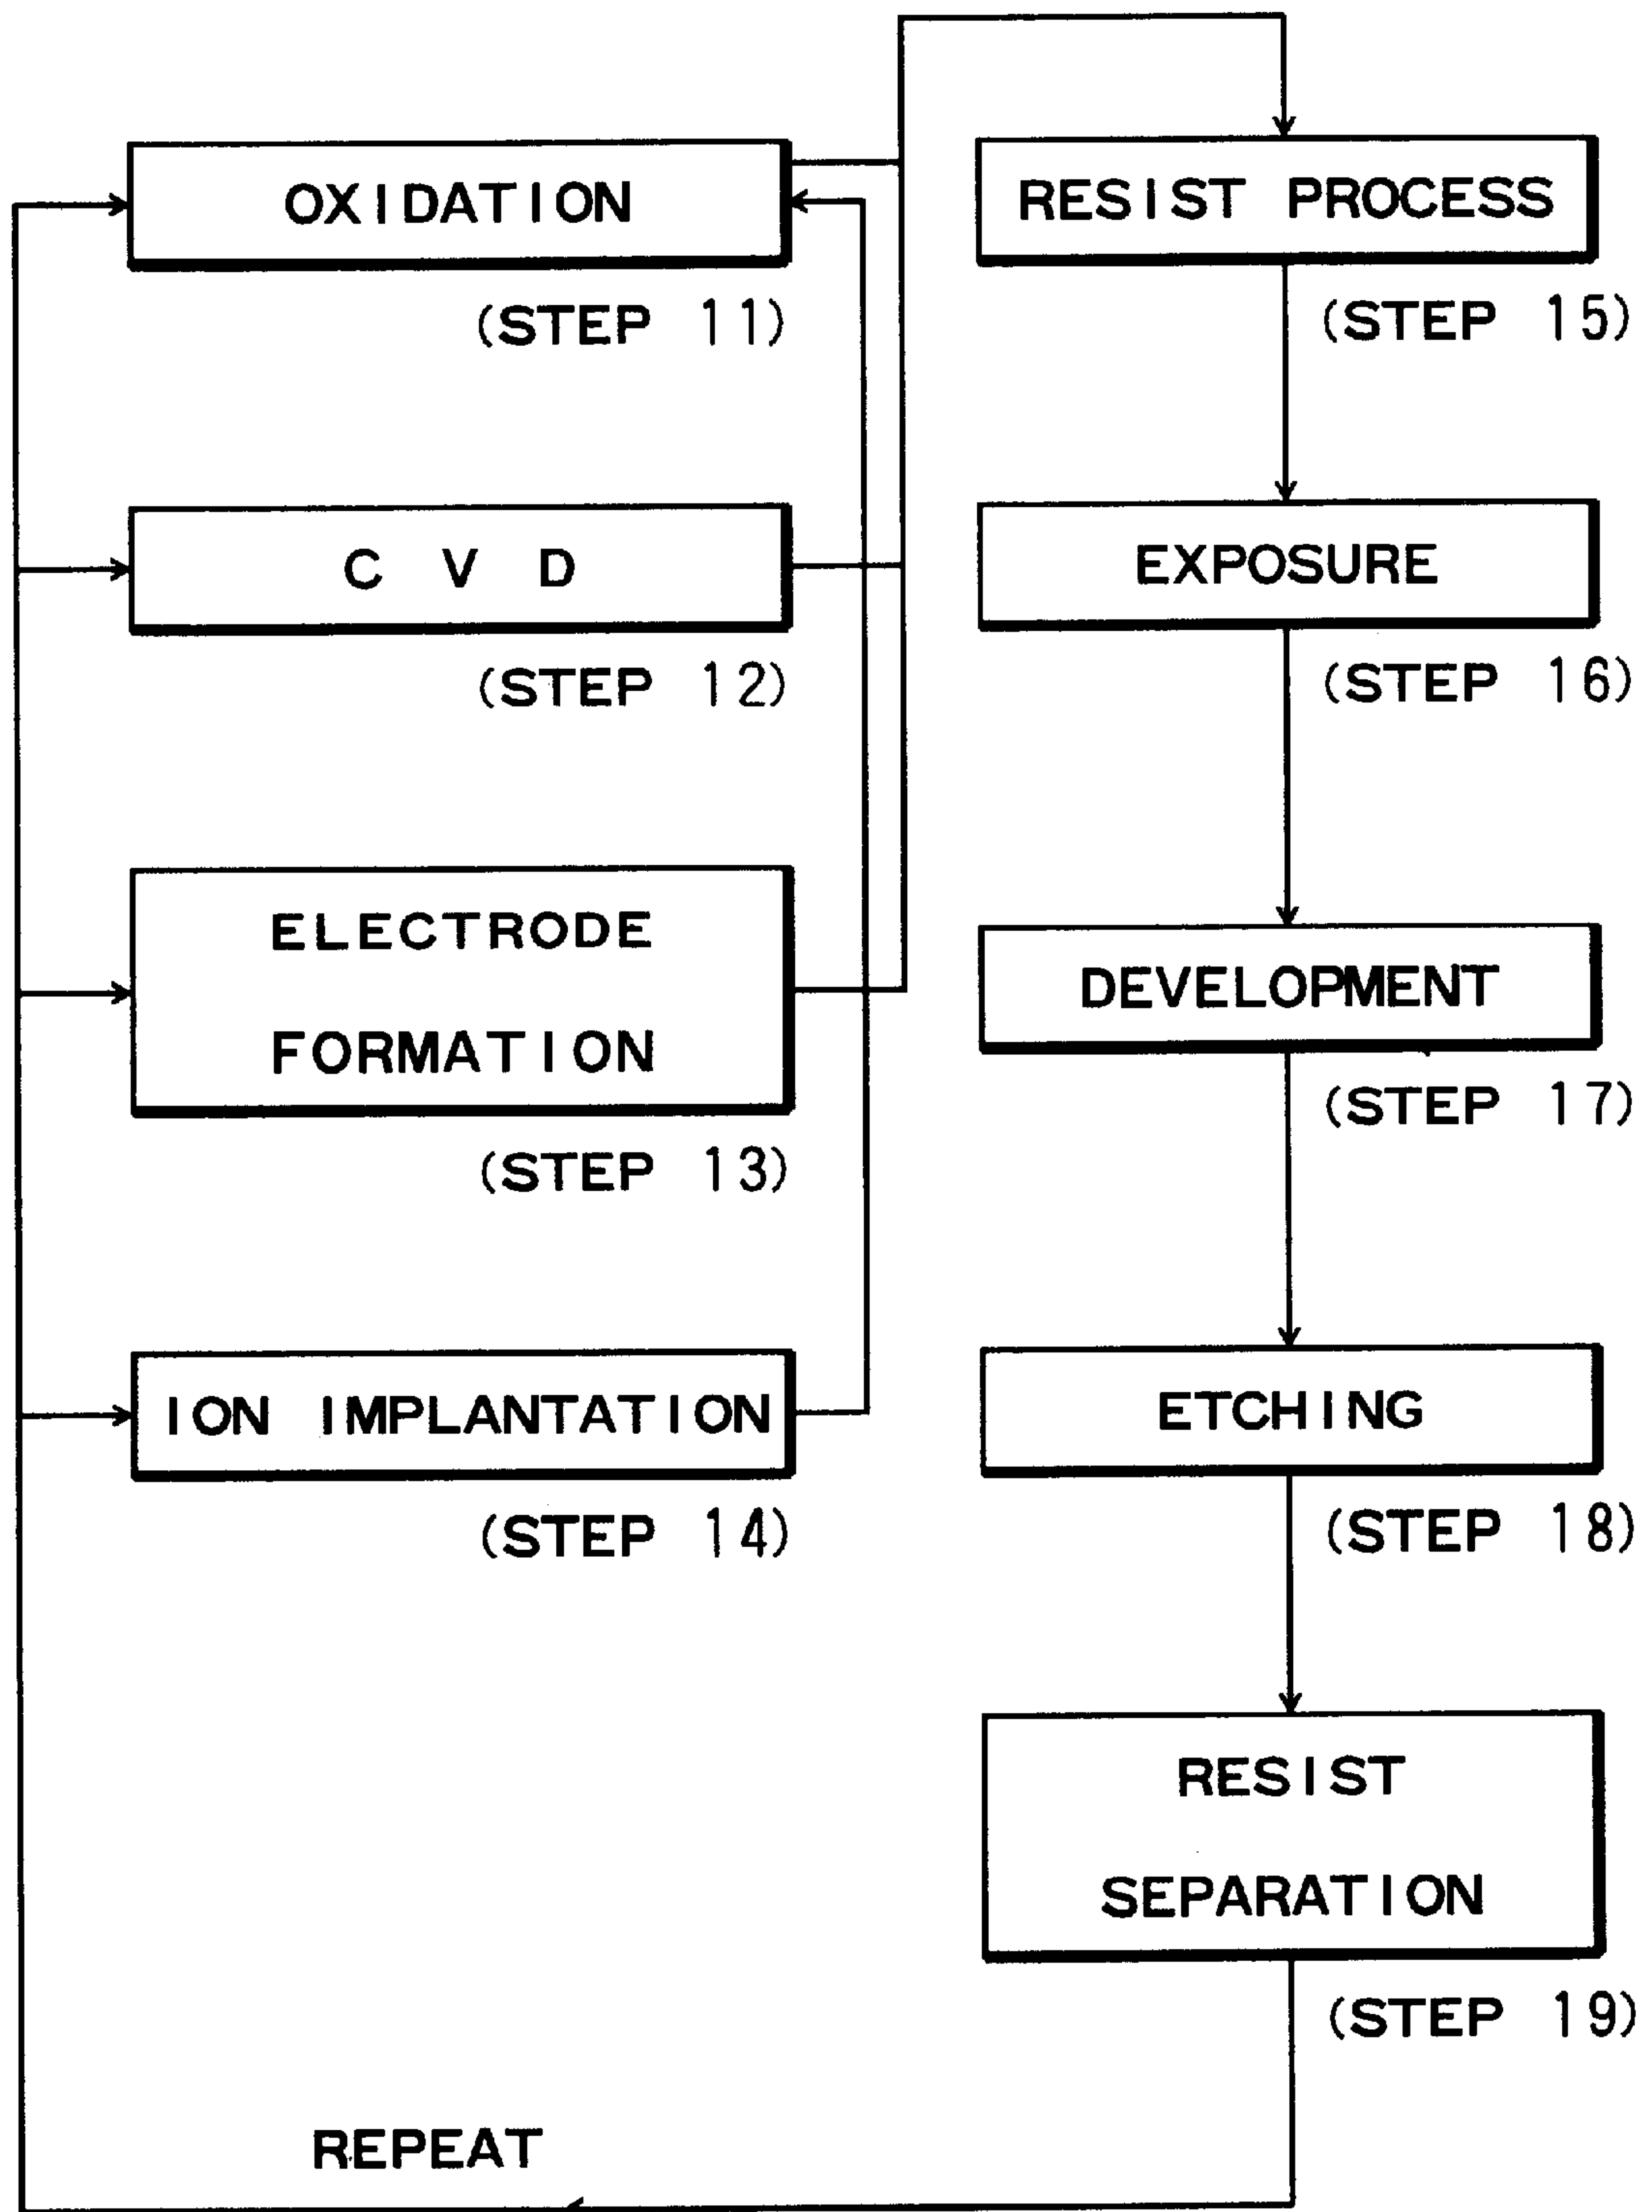 OXIDATION
(STEP 11)
C V D
(STEP 12)
ELECTRODE
FORMATION
(STEP 13)
ION IMPLANTATION
(STEP 14)
RESIST PROCESS
(STEP 15)
EXPOSURE
(STEP 16)
DEVELOPMENT
(STEP 17)
ETCHING
(STEP 18)
RESIST
SEPARATION
(STEP 19)
REPEAT